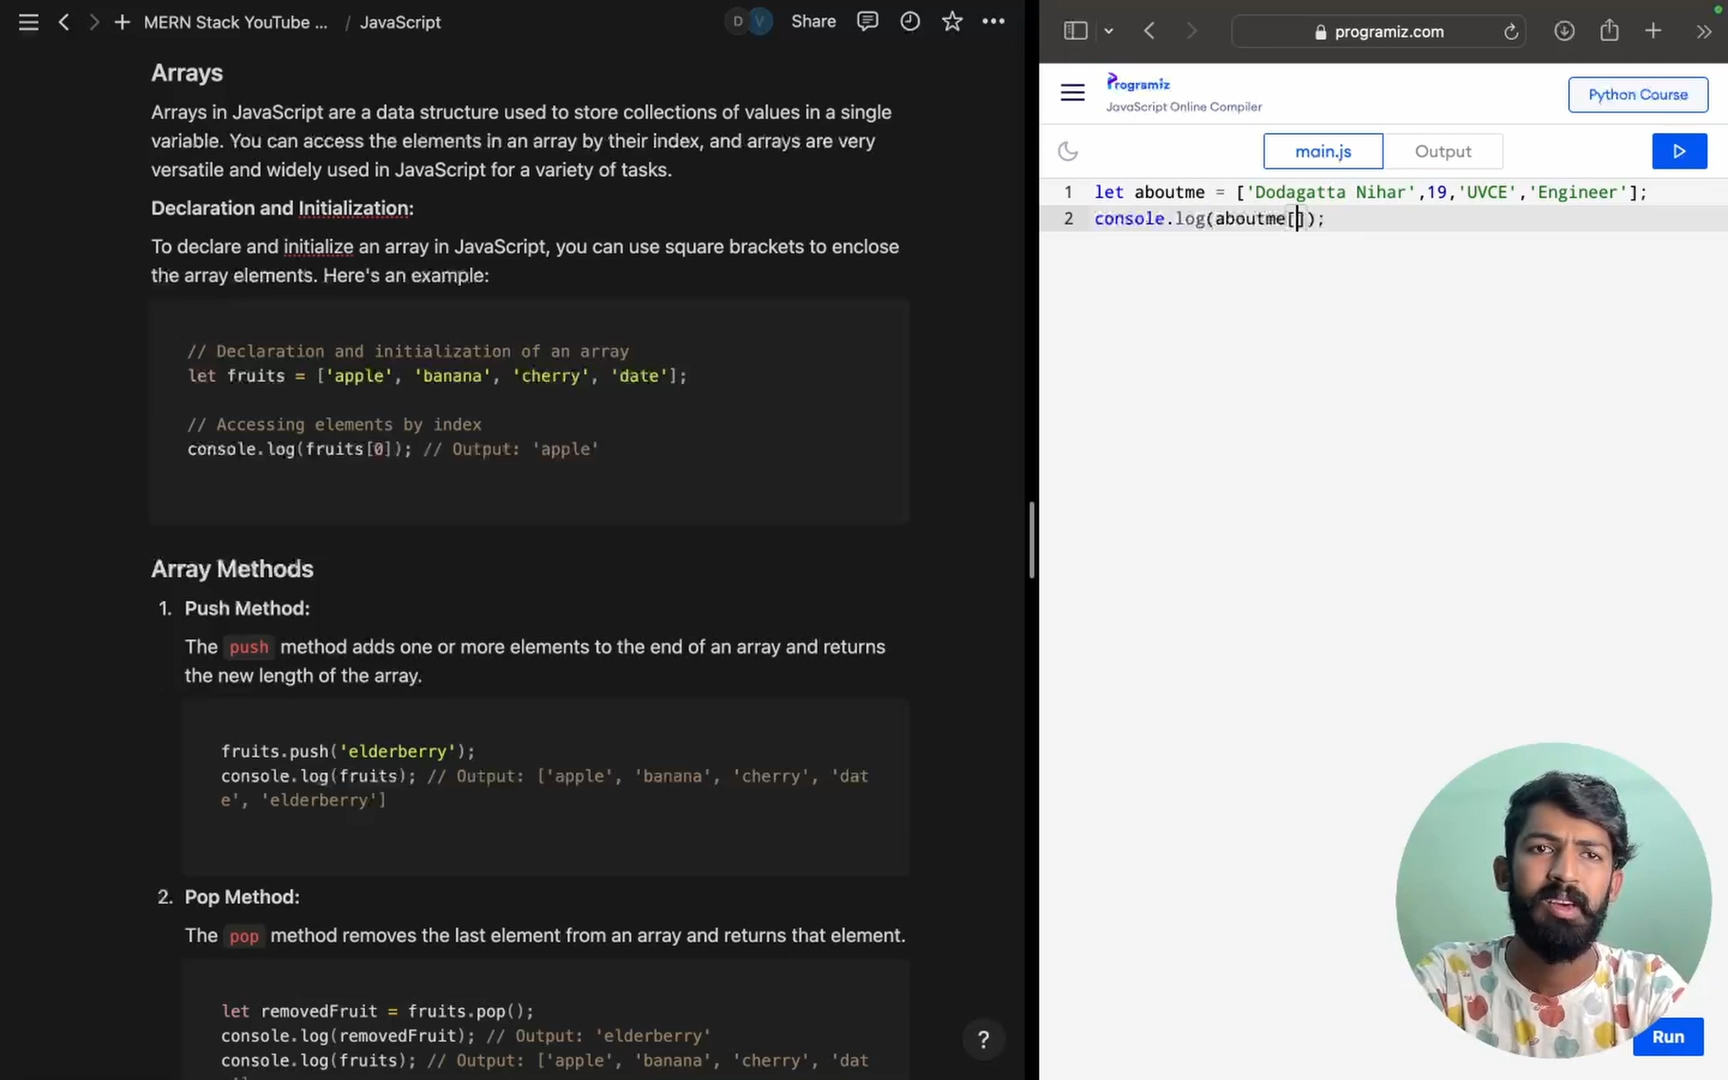 MERN Stack YouTube ... / JavaScript
D V Share
Arrays
Arrays in JavaScript are a data structure used to store collections of values in a single
variable. You can access the elements in an array by their index, and arrays are very
versatile and widely used in JavaScript for a variety of tasks.
Declaration and Initialization:
To declare and initialize an array in JavaScript, you can use square brackets to enclose
the array elements. Here's an example:
// Declaration and initialization of an array
let fruits = ['apple', 'banana', 'cherry', 'date'];
// Accessing elements by index
console.log(fruits[0]); // Output: 'apple'
Array Methods
1. Push Method:
The push method adds one or more elements to the end of an array and returns
the new length of the array.
fruits.push('elderberry');
console.log(fruits); // Output: ['apple', 'banana', 'cherry', 'dat
e', 'elderberry']
2. Pop Method:
The pop method removes the last element from an array and returns that element.
let removedFruit = fruits.pop();
console.log(removedFruit); // Output: 'elderberry'
console.log(fruits); // Output: ['apple', 'banana', 'cherry', 'dat
?
programiz.com
Programiz
JavaScript Online Compiler
Python Course
main.js
Output
1 let aboutme = ['Dodagatta Nihar',19,'UVCE','Engineer'];
2 console.log(aboutme[]);
Run